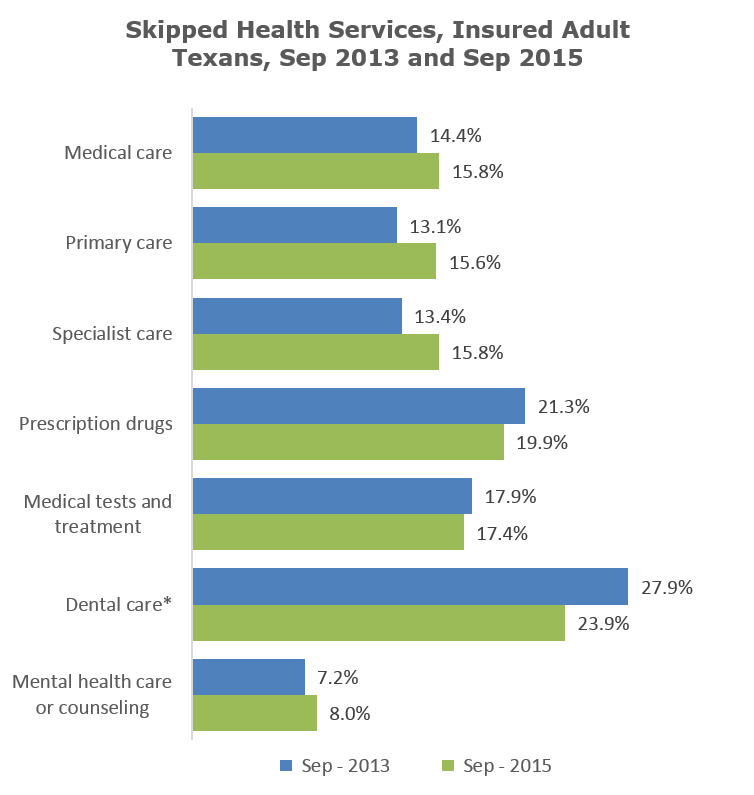 Skipped Health Services, Insured Adult
Texans, Sep 2013 and Sep 2015
Medical care
14.4%
15.8%
Primary care
13.1%
15.6%
Specialist care
13.4%
15.8%
Prescription drugs
21.3%
19.9%
Medical tests and
treatment
17.9%
17.4%
Dental care*
27.9%
23.9%
Mental health care
or counseling
7.2%
8.0%
Sep - 2013
Sep - 2015